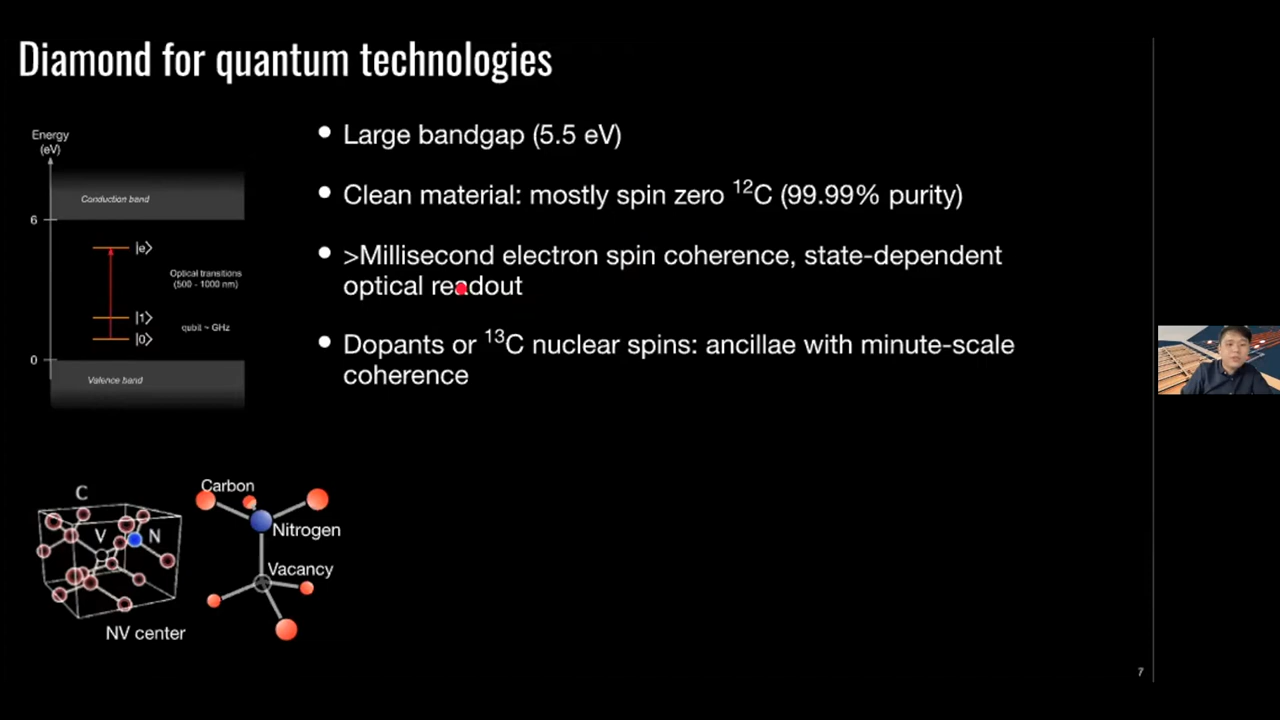 Diamond for quantum technologies
Energy
(eV)
Conduction band
6
|e⟩
Optical transitions
(500 - 1000 nm)
|1⟩
qubit ~ GHz
|0⟩
0
Valence band
• Large bandgap (5.5 eV)
• Clean material: mostly spin zero ¹²C (99.99% purity)
• >Millisecond electron spin coherence, state-dependent
optical readout
• Dopants or ¹³C nuclear spins: ancillae with minute-scale
coherence
C
V
N
NV center
Carbon
Nitrogen
Vacancy
7